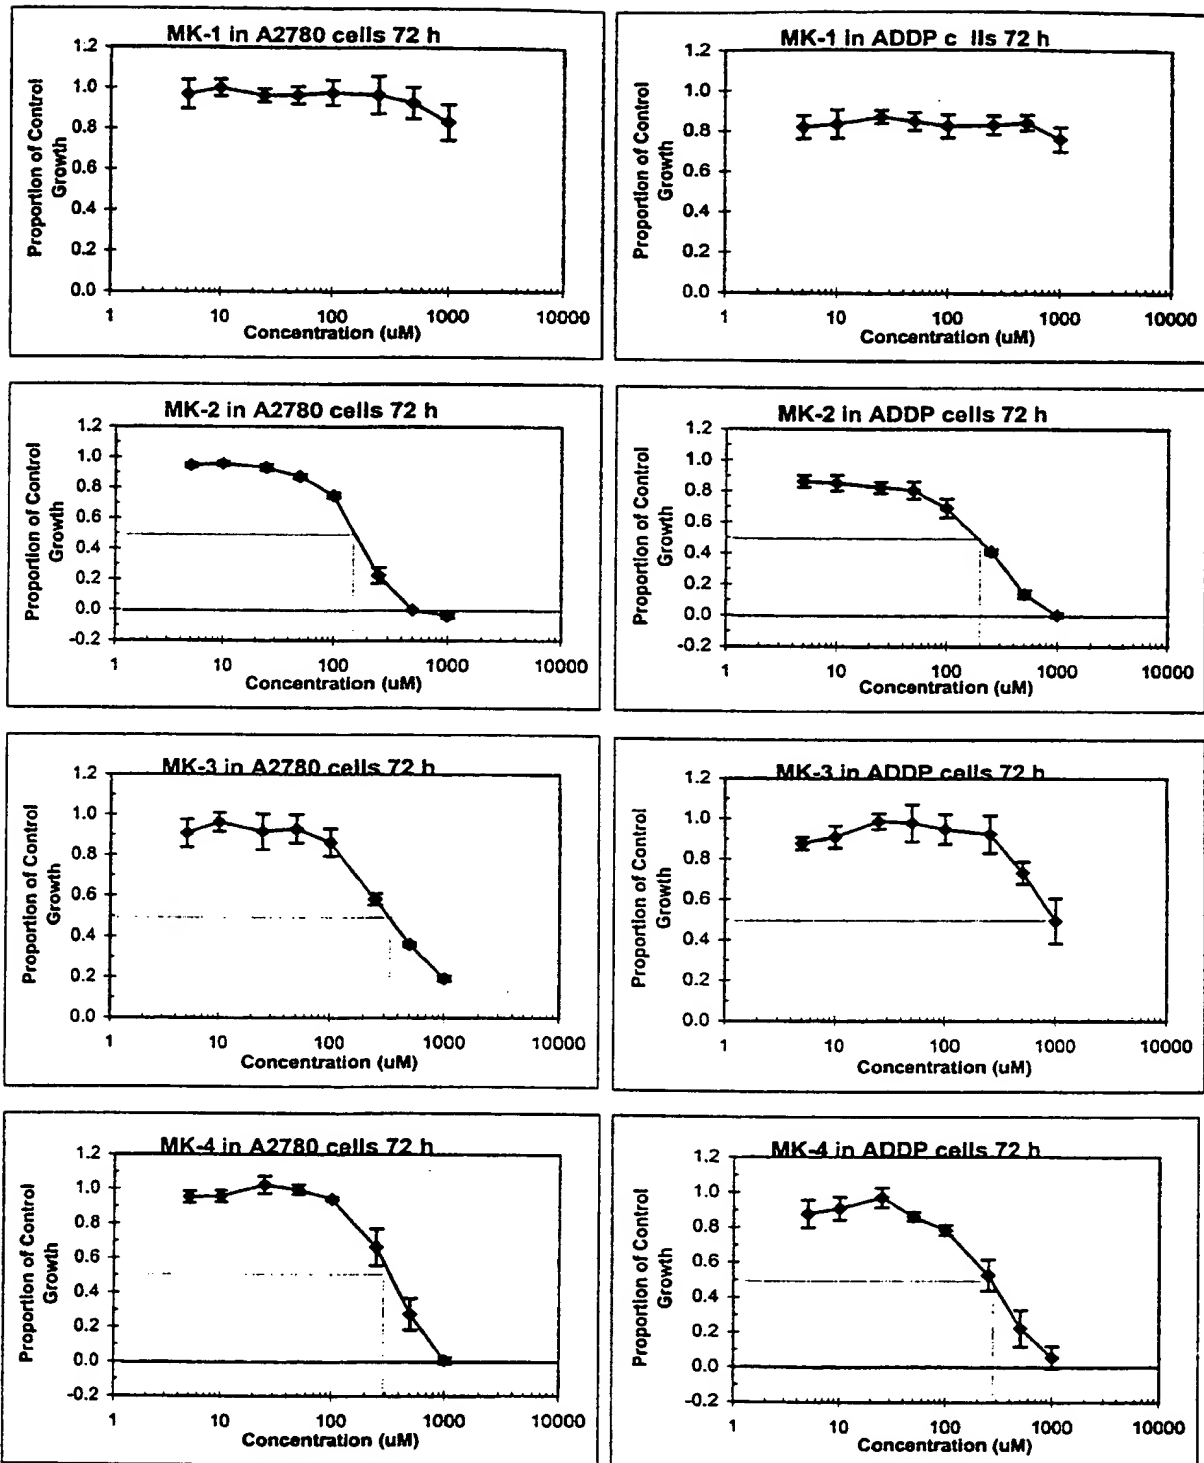 MK-1 in A2780 cells 72 h
Proportion of Control
Growth
1.2
1.0
0.8
0.6
0.4
0.2
0.0
1 10 100 1000 10000
Concentration (uM)
MK-1 in ADDP c lls 72 h
Proportion of Control
Growth
1.2
1.0
0.8
0.6
0.4
0.2
0.0
1 10 100 1000 10000
Concentration (uM)
MK-2 in A2780 cells 72 h
Proportion of Control
Growth
1.2
1.0
0.8
0.6
0.4
0.2
0.0
-0.2
1 10 100 1000 10000
Concentration (uM)
MK-2 in ADDP cells 72 h
Proportion of Control
Growth
1.2
1.0
0.8
0.6
0.4
0.2
0.0
-0.2
1 10 100 1000 10000
Concentration (uM)
MK-3 in A2780 cells 72 h
Proportion of Control
Growth
1.2
1.0
0.8
0.6
0.4
0.2
0.0
1 10 100 1000 10000
Concentration (uM)
MK-3 in ADDP cells 72 h
Proportion of Control
Growth
1.2
1.0
0.8
0.6
0.4
0.2
0.0
1 10 100 1000 10000
Concentration (uM)
MK-4 in A2780 cells 72 h
Proportion of Control
Growth
1.2
1.0
0.8
0.6
0.4
0.2
0.0
-0.2
1 10 100 1000 10000
Concentration (uM)
MK-4 in ADDP cells 72 h
Proportion of Control
Growth
1.2
1.0
0.8
0.6
0.4
0.2
0.0
-0.2
1 10 100 1000 10000
Concentration (uM)